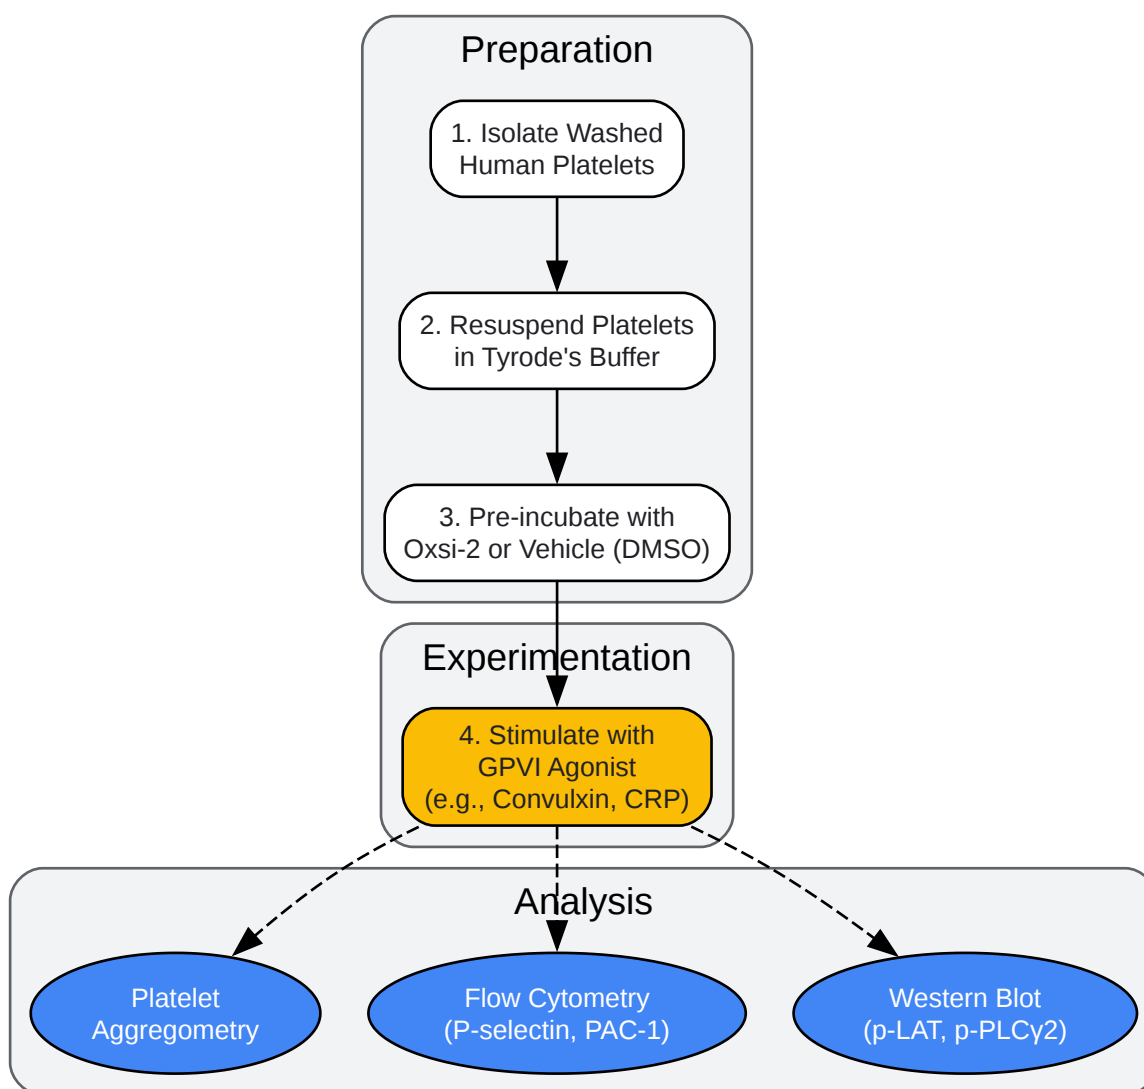 Preparation
1. Isolate Washed
Human Platelets
2. Resuspend Platelets
in Tyrode's Buffer
3. Pre-incubate with
Oxsi-2 or Vehicle (DMSO)
Experimentation
4. Stimulate with
GPVI Agonist
(e.g., Convulxin, CRP)
Analysis
Platelet
Aggregometry
Flow Cytometry
(P-selectin, PAC-1)
Western Blot
(p-LAT, p-PLCγ2)